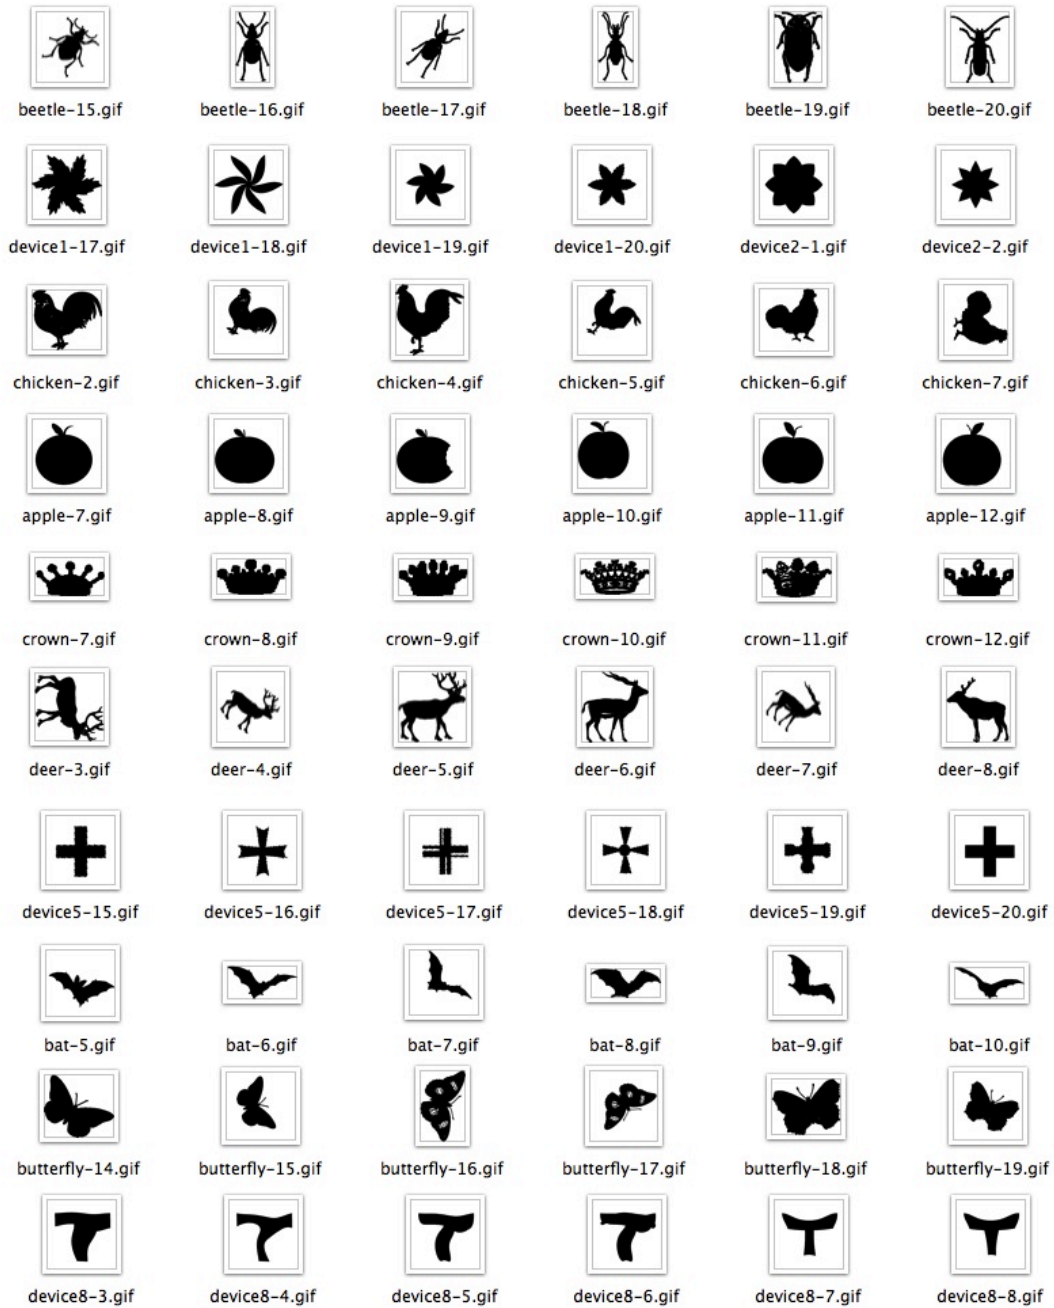 beetle-15.gif beetle-16.gif beetle-17.gif beetle-18.gif beetle-19.gif beetle-20.gif
device1-17.gif device1-18.gif device1-19.gif device1-20.gif device2-1.gif device2-2.gif
chicken-2.gif chicken-3.gif chicken-4.gif chicken-5.gif chicken-6.gif chicken-7.gif
apple-7.gif apple-8.gif apple-9.gif apple-10.gif apple-11.gif apple-12.gif
crown-7.gif crown-8.gif crown-9.gif crown-10.gif crown-11.gif crown-12.gif
deer-3.gif deer-4.gif deer-5.gif deer-6.gif deer-7.gif deer-8.gif
device5-15.gif device5-16.gif device5-17.gif device5-18.gif device5-19.gif device5-20.gif
bat-5.gif bat-6.gif bat-7.gif bat-8.gif bat-9.gif bat-10.gif
butterfly-14.gif butterfly-15.gif butterfly-16.gif butterfly-17.gif butterfly-18.gif butterfly-19.gif
device8-3.gif device8-4.gif device8-5.gif device8-6.gif device8-7.gif device8-8.gif